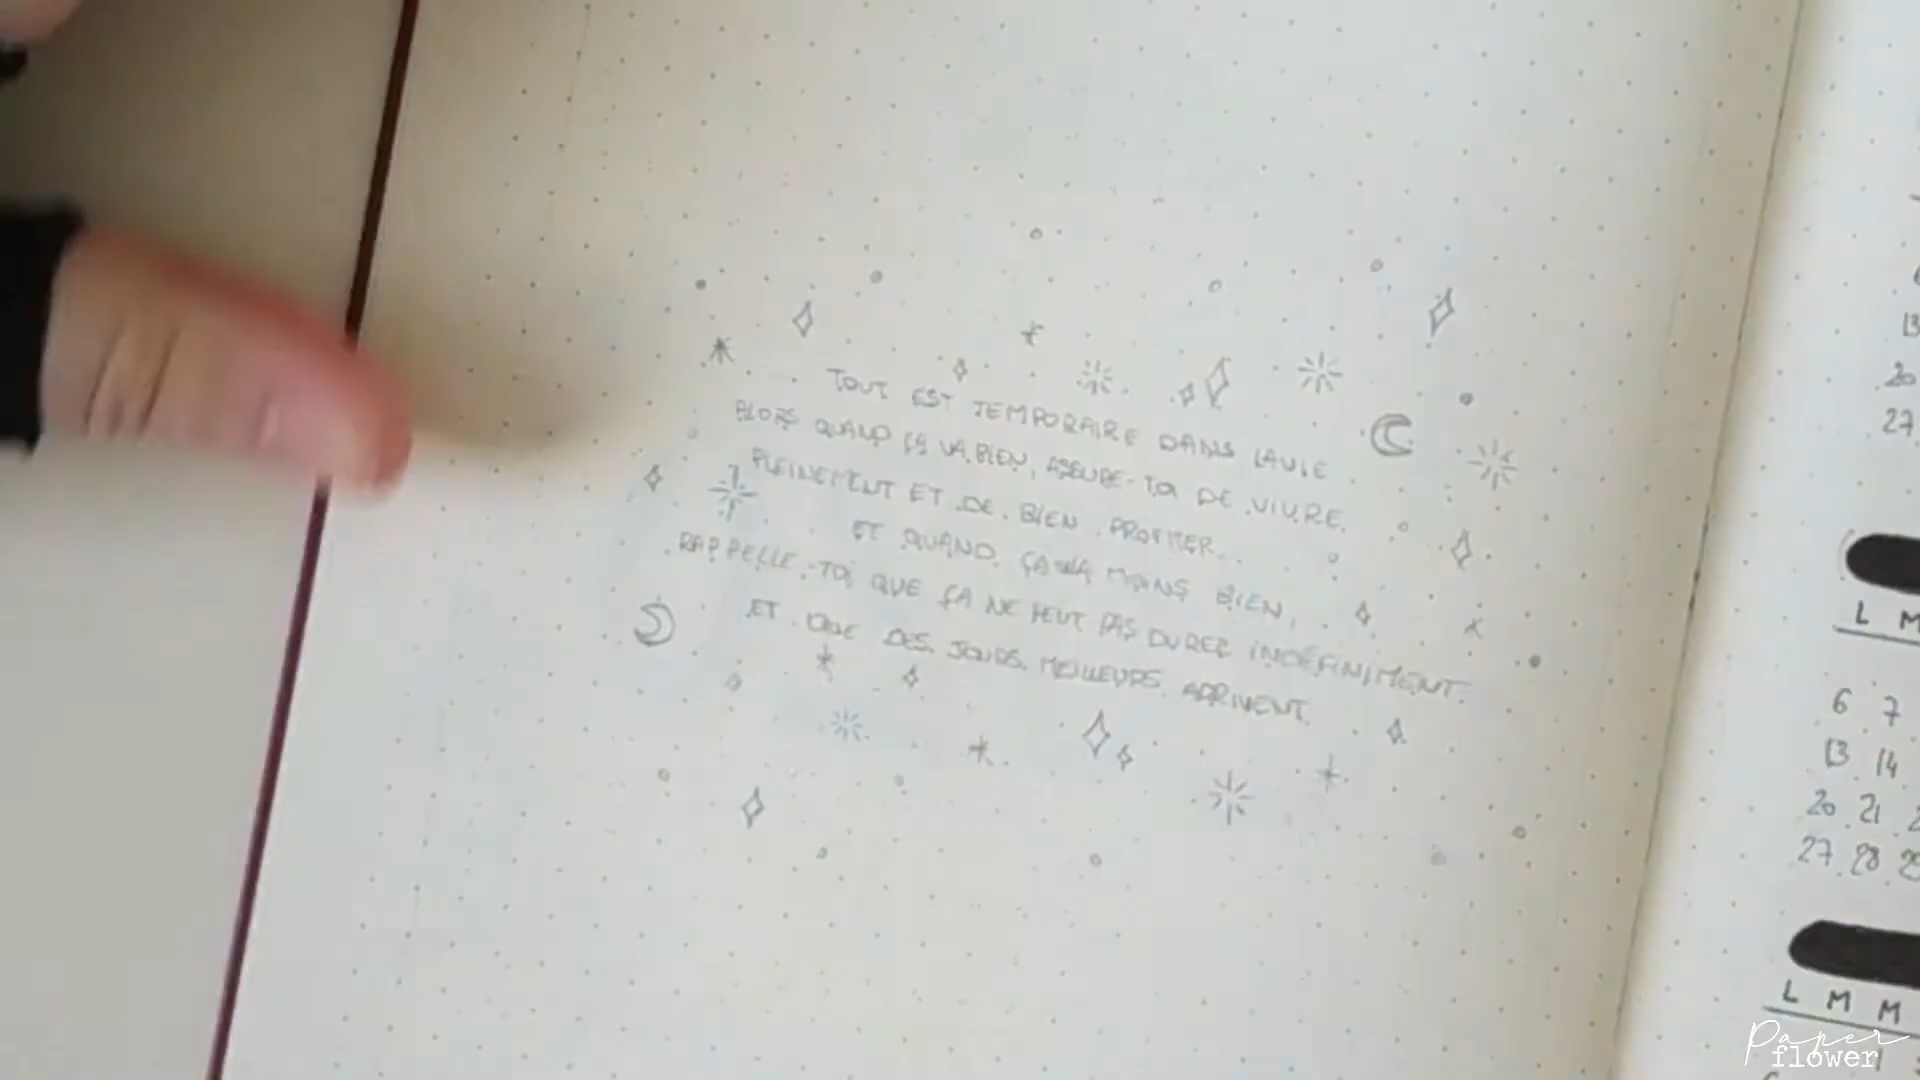 TOUT EST TEMPORAIRE DANS LA VIE
ALORS QUAND ÇA VA BIEN, ASSURE-TOI DE VIVRE
PLEINEMENT ET DE BIEN PROFITER.
ET QUAND ÇA VA MOINS BIEN,
RAPPELLE-TOI QUE ÇA NE PEUT PAS DURER INDÉFINIMENT.
ET QUE DES JOURS MEILLEURS ARRIVENT.
13
20
27
L M
6 7
13 14
20 21
27 28 29
L M M
Paper
flower